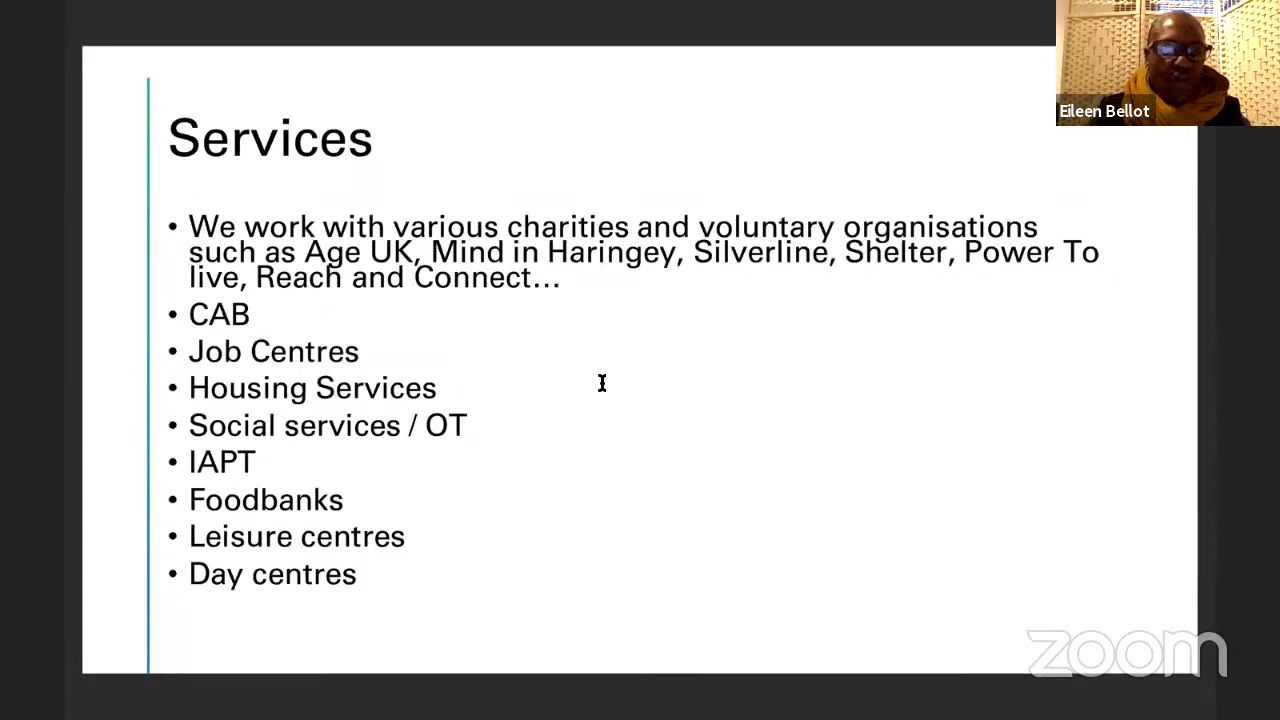 Eileen Bellot
Services
• We work with various charities and voluntary organisations
such as Age UK, Mind in Haringey, Silverline, Shelter, Power To
live, Reach and Connect...
• CAB
• Job Centres
• Housing Services
• Social services / OT
• IAPT
• Foodbanks
• Leisure centres
• Day centres
zoom